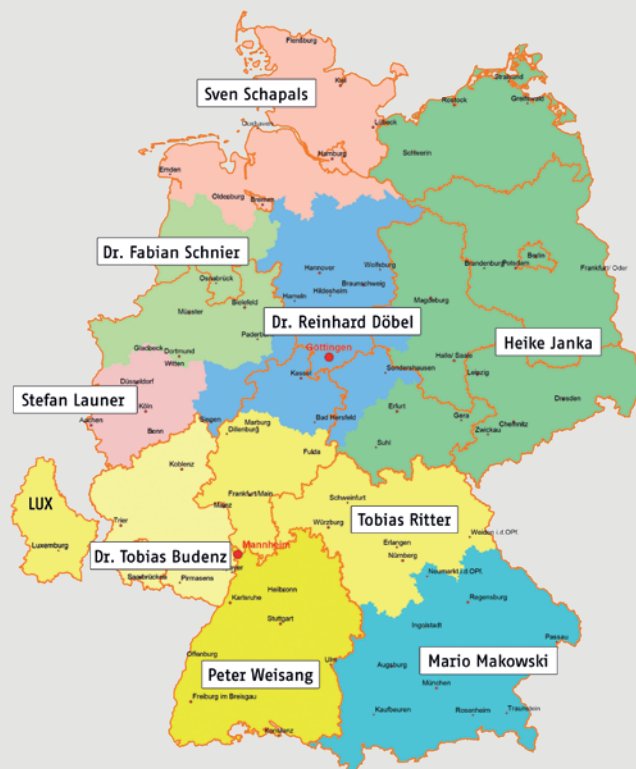 Flensburg
Sven Schapals
Kiel
Stralsund
Rostock
Greifswald
Cuxhaven
Lübeck
Hamburg
Schwerin
Emden
Oldenburg
Bremen
Dr. Fabian Schnier
Hannover
Wolfsburg
Brandenburg
Potsdam
Berlin
Frankfurt/ Oder
Osnabrück
Hildesheim
Braunschweig
Hameln
Bielefeld
Magdeburg
Münster
Dr. Reinhard Döbel
Paderbo
Heike Janka
Gladbeck
Dortmund
Göttingen
Witten
Halle/ Saale
Leipzig
Kassel
Sondershausen
Düsseldorf
Stefan Launer
Köln
Dresden
Aachen
Erfurt
Siegen
Bad Hersfeld
Gera
Chemnitz
Bonn
Marburg
Dillenburg
Zwickau
Suhl
Fulda
Koblenz
LUX
Frankfurt/Main
Schweinfurt
Mainz
Tobias Ritter
Trier
Würzburg
Weiden i.d.OPf.
Luxemburg
Mannheim
Erlangen
Dr. Tobias Budenz
Nürnberg
Saarbrücken
Pirmasens
Neumarkt i.d.OPf.
Heilbronn
Karlsruhe
Regensburg
Stuttgart
Ingolstadt
Passau
Offenburg
Ulm
Augsburg
Mario Makowski
Peter Weisang
München
Freiburg im Breisgau
Kaufbeuren
Rosenheim
Traunstein
Konstanz